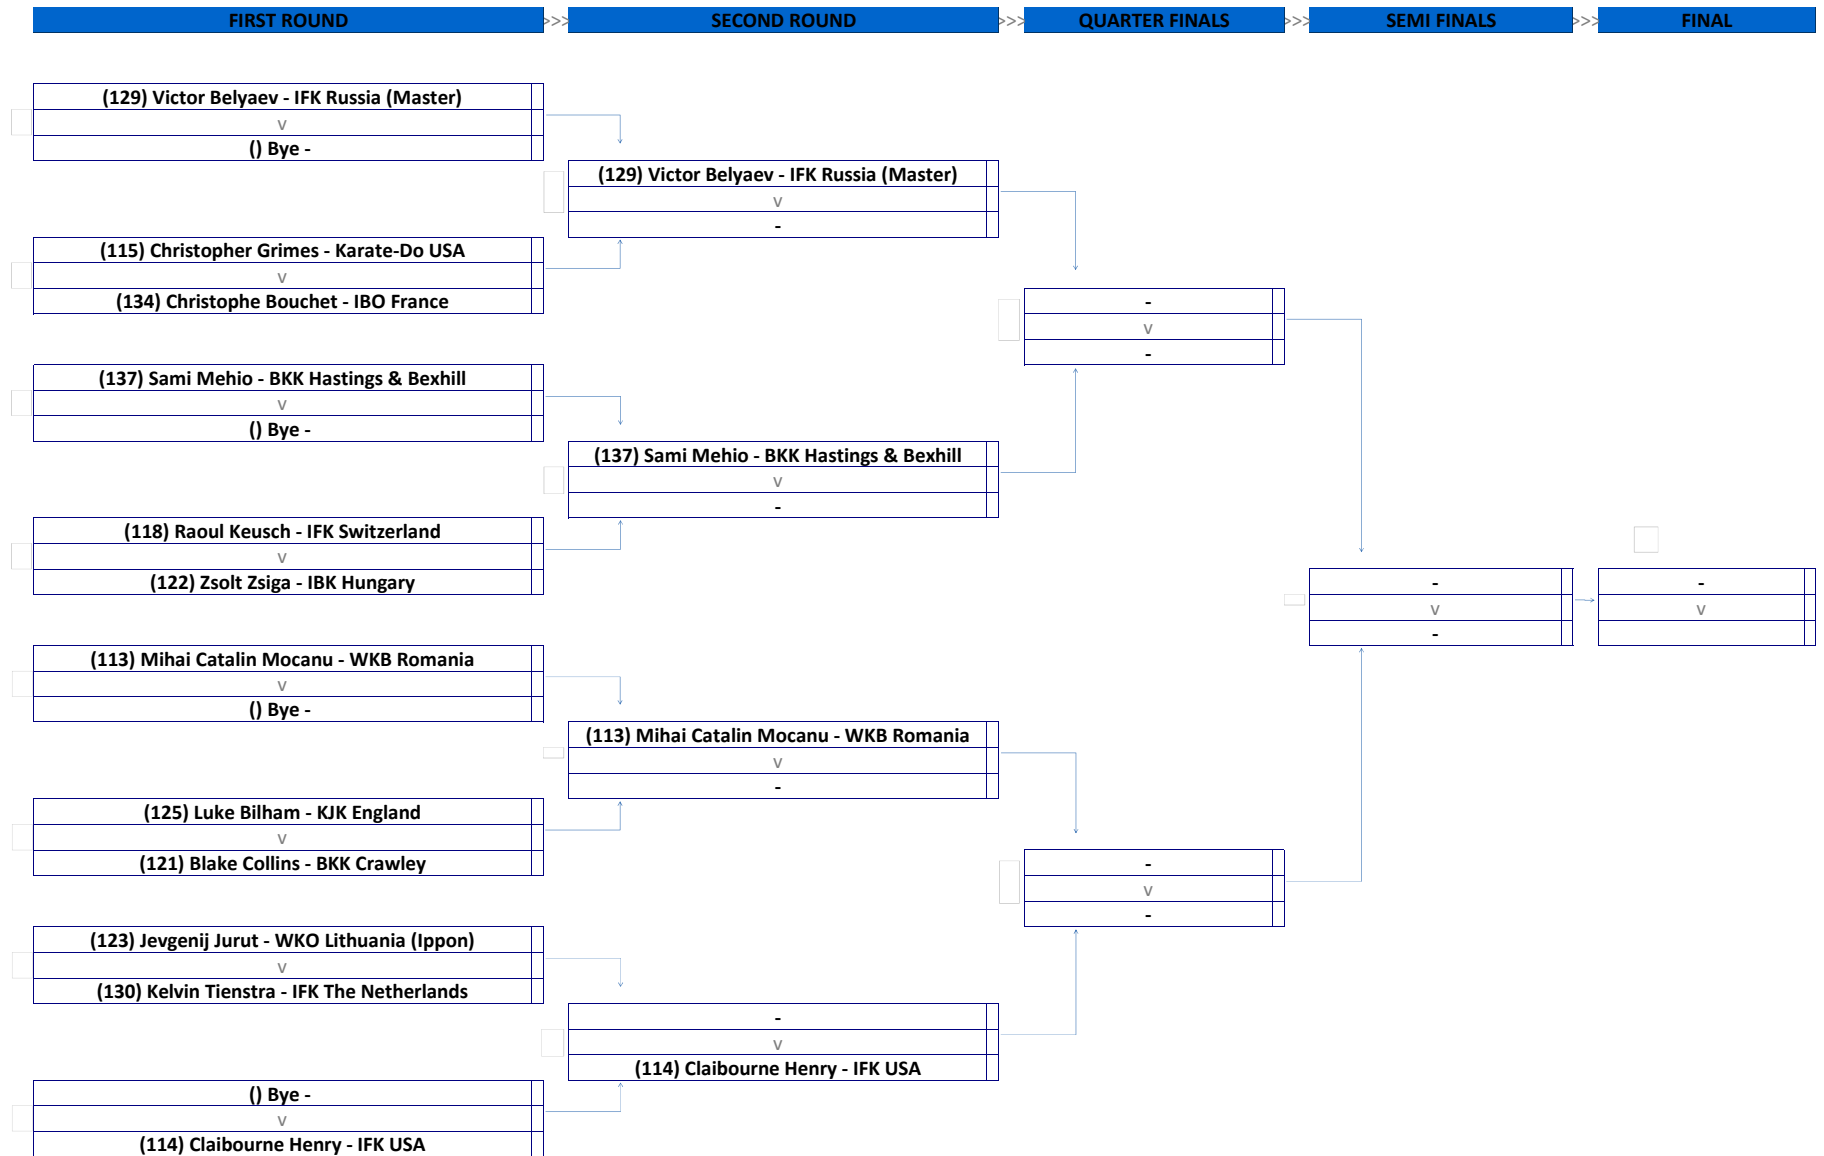 FIRST ROUND >>> SECOND ROUND >>> QUARTER FINALS >>> SEMI FINALS >>> FINAL
(129) Victor Belyaev - IFK Russia (Master)
v
() Bye -
(115) Christopher Grimes - Karate-Do USA
v
(134) Christophe Bouchet - IBO France
(137) Sami Mehio - BKK Hastings & Bexhill
v
() Bye -
(118) Raoul Keusch - IFK Switzerland
v
(122) Zsolt Zsiga - IBK Hungary
(113) Mihai Catalin Mocanu - WKB Romania
v
() Bye -
(125) Luke Bilham - KJK England
v
(121) Blake Collins - BKK Crawley
(123) Jevgenij Jurut - WKO Lithuania (Ippon)
v
(130) Kelvin Tienstra - IFK The Netherlands
() Bye -
v
(114) Claibourne Henry - IFK USA
(129) Victor Belyaev - IFK Russia (Master)
v
-
(137) Sami Mehio - BKK Hastings & Bexhill
v
-
(113) Mihai Catalin Mocanu - WKB Romania
v
-
-
v
(114) Claibourne Henry - IFK USA
-
v
-
-
v
-
-
v
-
-
v